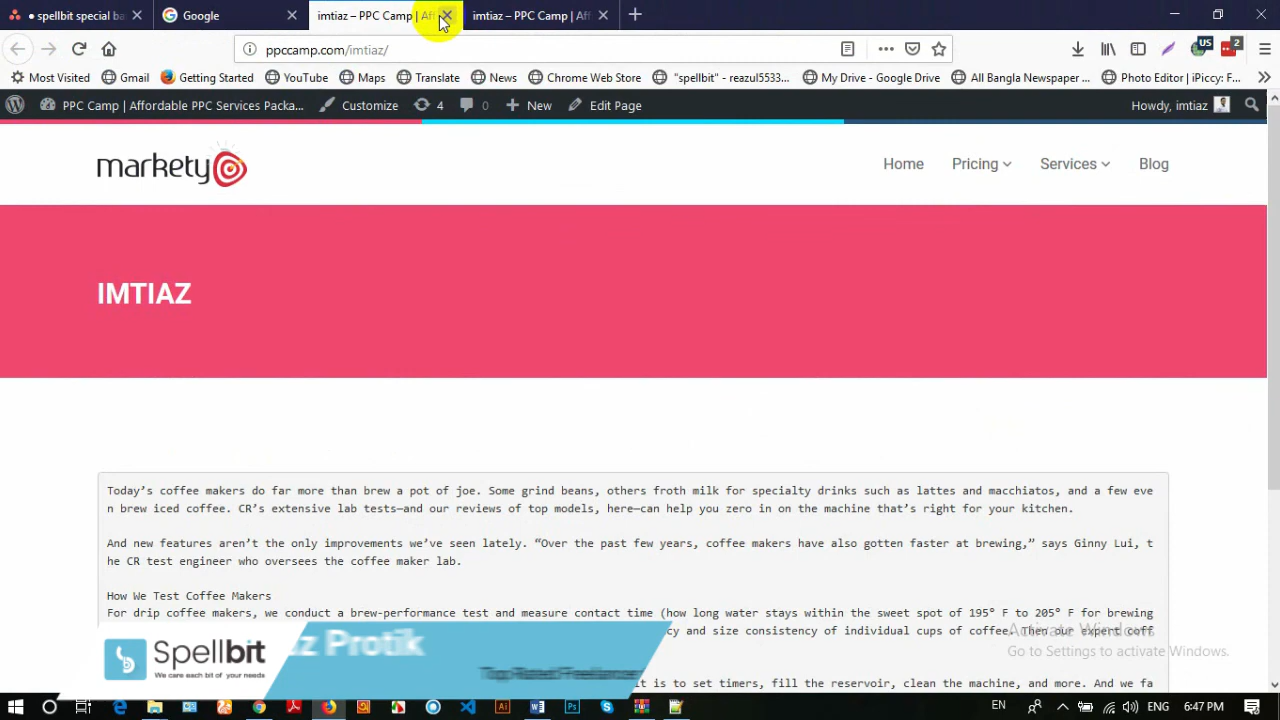 spellbit special ba
Google
imtiaz – PPC Camp | Aff
imtiaz – PPC Camp | Aff
ppccamp.com/imtiaz/
US
2
Most Visited
Gmail
Getting Started
YouTube
Maps
Translate
News
Chrome Web Store
"spellbit" - reazul5533...
My Drive - Google Drive
All Bangla Newspaper ...
Photo Editor | iPiccy: F...
PPC Camp | Affordable PPC Services Packa...
Customize
4
0
New
Edit Page
Howdy, imtiaz
markety
Home
Pricing
Services
Blog
IMTIAZ
Today’s coffee makers do far more than brew a pot of joe. Some grind beans, others froth milk for specialty drinks such as lattes and macchiatos, and a few eve
n brew iced coffee. CR’s extensive lab tests—and our reviews of top models, here—can help you zero in on the machine that’s right for your kitchen.
And new features aren’t the only improvements we’ve seen lately. “Over the past few years, coffee makers have also gotten faster at brewing,” says Ginny Lui, t
he CR test engineer who oversees the coffee maker lab.
How We Test Coffee Makers
For drip coffee makers, we conduct a brew-performance test and measure contact time (how long water stays within the sweet spot of 195° F to 205° F for brewing
cy and size consistency of individual cups of coffee. Then our expert coff
it is to set timers, fill the reservoir, clean the machine, and more. And we fa
Spellbit
We care each bit of your needs
az Protik
Activate Windows
Go to Settings to activate Windows.
EN
6:47 PM